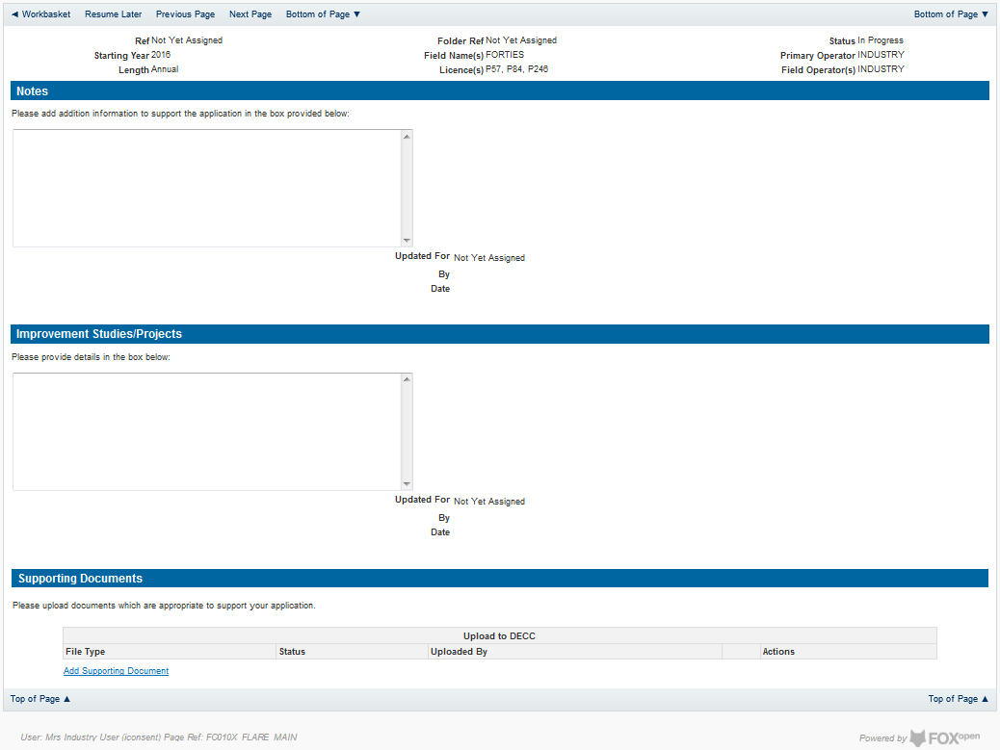 ◄ Workbasket Resume Later Previous Page Next Page Bottom of Page ▼ Bottom of Page ▼
Ref Not Yet Assigned Folder Ref Not Yet Assigned Status In Progress
Starting Year 2016 Field Name(s) FORTIES Primary Operator INDUSTRY
Length Annual Licence(s) P57, P84, P246 Field Operator(s) INDUSTRY
Notes
Please add addition information to support the application in the box provided below:
Updated For Not Yet Assigned
By
Date
Improvement Studies/Projects
Please provide details in the box below:
Updated For Not Yet Assigned
By
Date
Supporting Documents
Please upload documents which are appropriate to support your application.
Upload to DECC
File Type Status Uploaded By Actions
Add Supporting Document
Top of Page ▲ Top of Page ▲
User: Mrs Industry User (iconsent) Page Ref: FC010X_FLARE_MAIN Powered by FOXopen